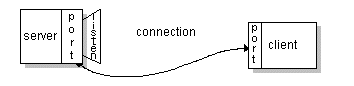 server
port
listen
connection
port
client